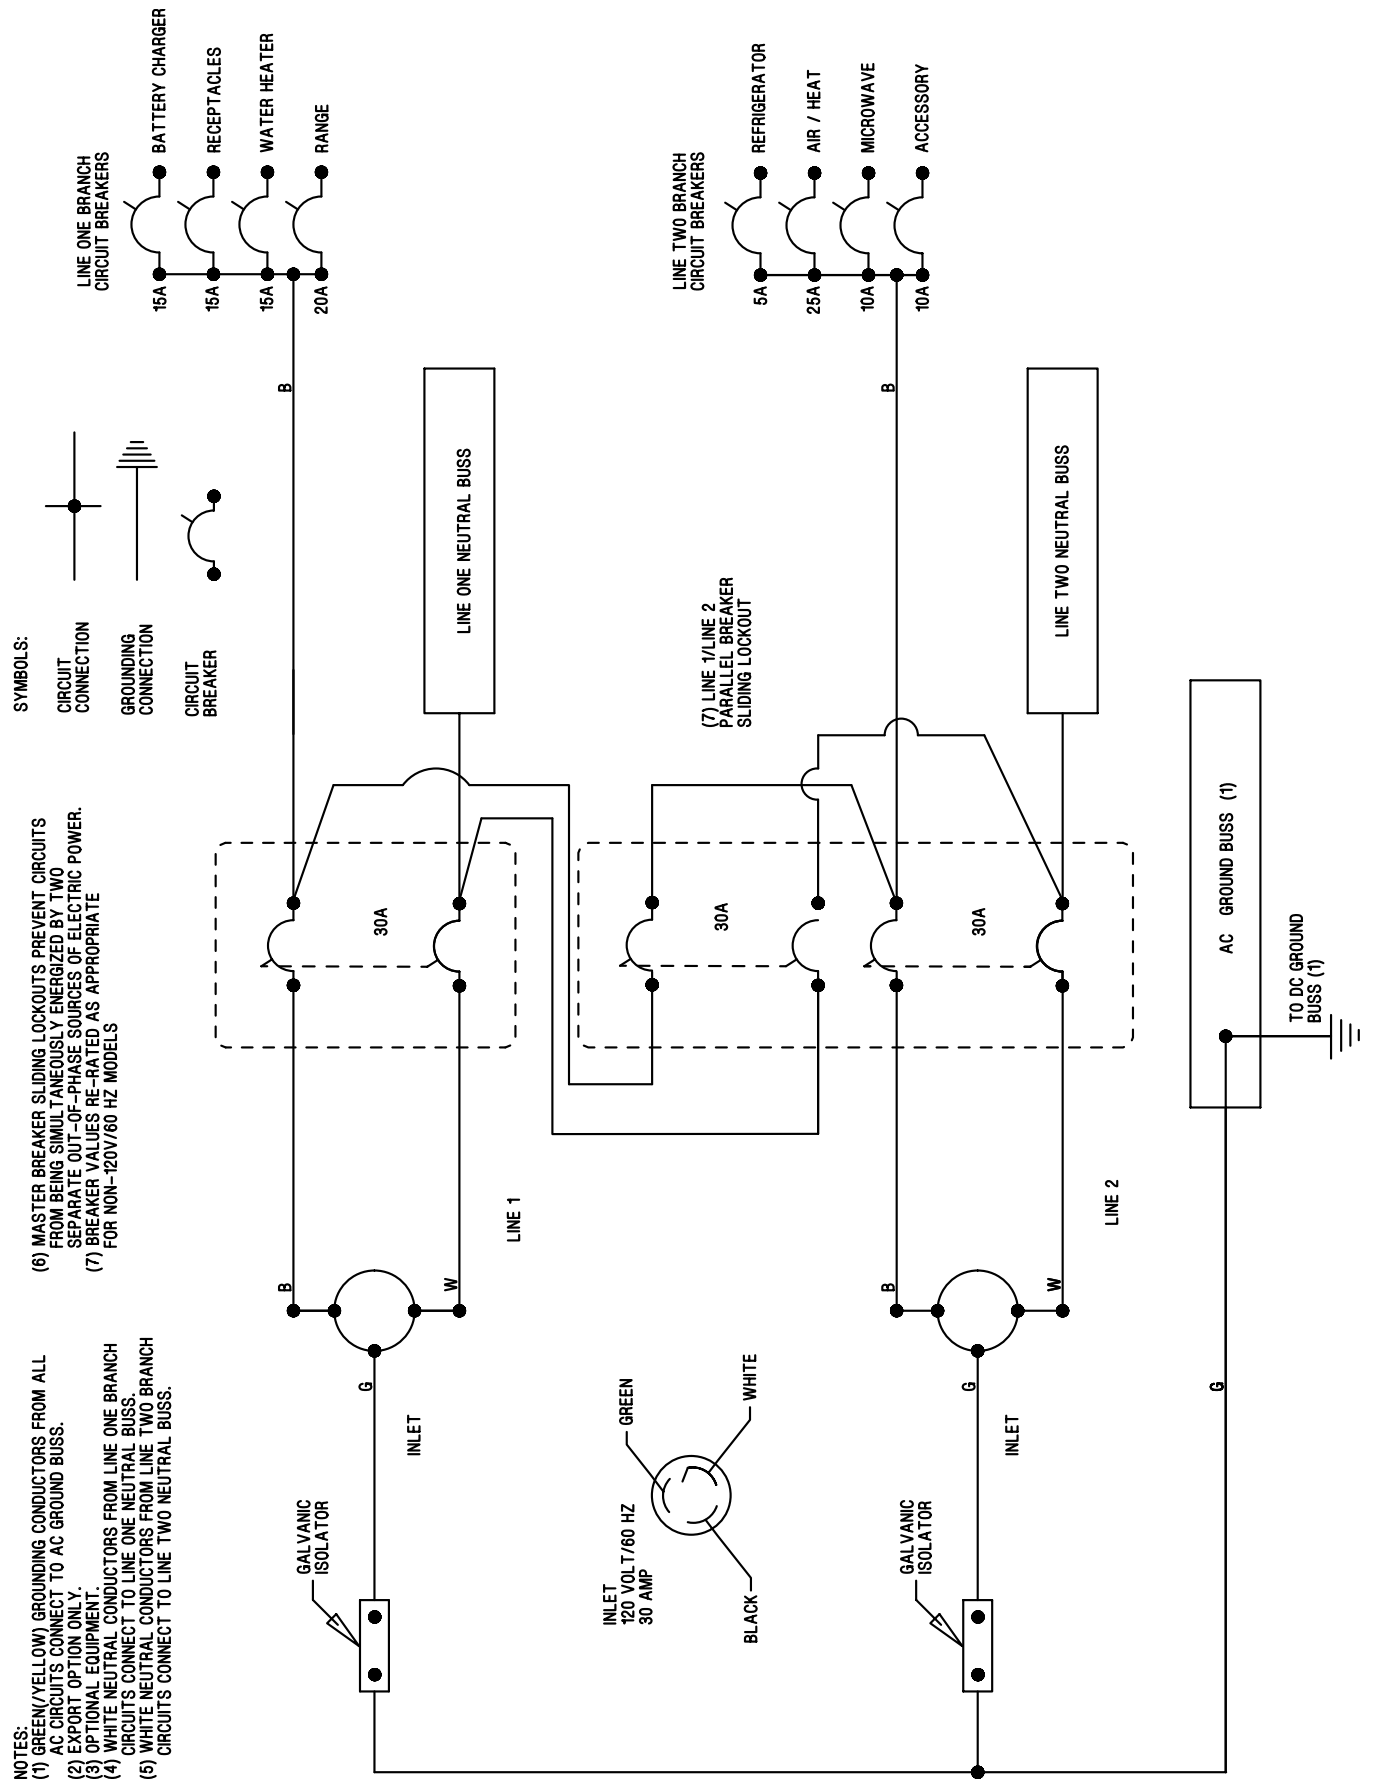 NOTES:
(1) GREEN(/YELLOW) GROUNDING CONDUCTORS FROM ALL
AC CIRCUITS CONNECT TO AC GROUND BUSS.
(2) EXPORT OPTION ONLY.
(3) OPTIONAL EQUIPMENT.
(4) WHITE NEUTRAL CONDUCTORS FROM LINE ONE BRANCH
CIRCUITS CONNECT TO LINE ONE NEUTRAL BUSS.
(5) WHITE NEUTRAL CONDUCTORS FROM LINE TWO BRANCH
CIRCUITS CONNECT TO LINE TWO NEUTRAL BUSS.
(6) MASTER BREAKER SLIDING LOCKOUTS PREVENT CIRCUITS
FROM BEING SIMULTANEOUSLY ENERGIZED BY TWO
SEPARATE OUT-OF-PHASE SOURCES OF ELECTRIC POWER.
(7) BREAKER VALUES RE-RATED AS APPROPRIATE
FOR NON-120V/60 HZ MODELS
SYMBOLS:
CIRCUIT
CONNECTION
GROUNDING
CONNECTION
CIRCUIT
BREAKER
LINE ONE BRANCH
CIRCUIT BREAKERS
15A
BATTERY CHARGER
15A
RECEPTACLES
15A
WATER HEATER
20A
RANGE
GALVANIC
ISOLATOR
G
INLET
B
W
LINE 1
30A
B
LINE ONE NEUTRAL BUSS
INLET
120 VOLT/60 HZ
30 AMP
GREEN
WHITE
BLACK
(7) LINE 1/LINE 2
PARALLEL BREAKER
SLIDING LOCKOUT
30A
LINE TWO BRANCH
CIRCUIT BREAKERS
5A
REFRIGERATOR
25A
AIR / HEAT
10A
MICROWAVE
10A
ACCESSORY
GALVANIC
ISOLATOR
G
INLET
B
W
LINE 2
30A
B
LINE TWO NEUTRAL BUSS
G
AC GROUND BUSS (1)
TO DC GROUND
BUSS (1)